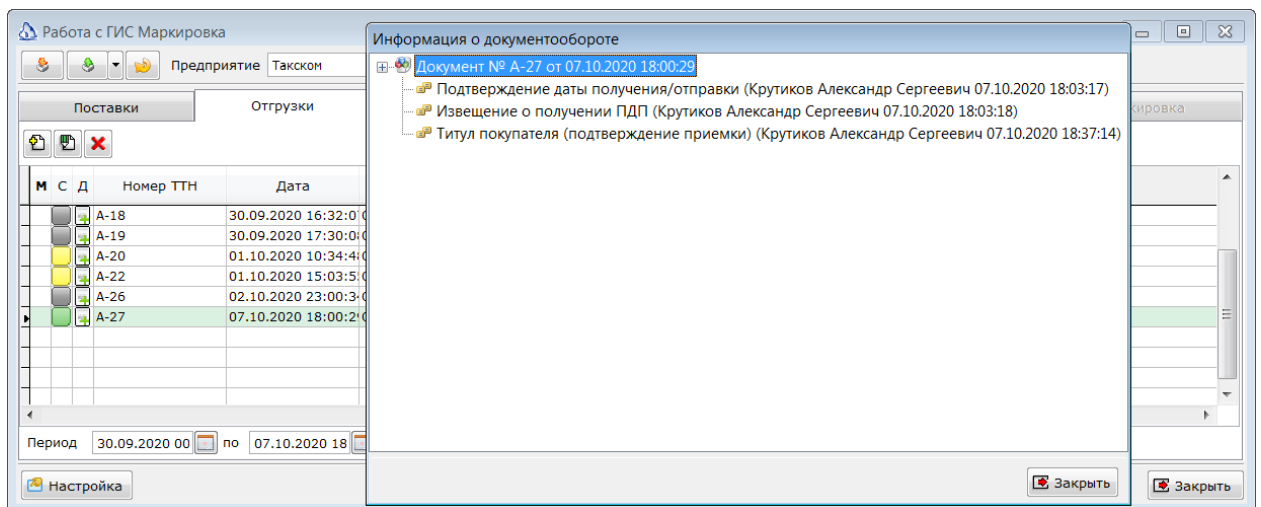 Работа с ГИС Маркировка
Предприятие Такском
Поставки Отгрузки
М С Д Номер ТТН Дата
А-18 30.09.2020 16:32:0
А-19 30.09.2020 17:30:0
А-20 01.10.2020 10:34:4
А-22 01.10.2020 15:03:5
А-26 02.10.2020 23:00:3
А-27 07.10.2020 18:00:2
Период 30.09.2020 00 по 07.10.2020 18
Настройка
Информация о документообороте
Документ № А-27 от 07.10.2020 18:00:29
Подтверждение даты получения/отправки (Крутиков Александр Сергеевич 07.10.2020 18:03:17)
Извещение о получении ПДП (Крутиков Александр Сергеевич 07.10.2020 18:03:18)
Титул покупателя (подтверждение приемки) (Крутиков Александр Сергеевич 07.10.2020 18:37:14)
Закрыть
кировка
Закрыть